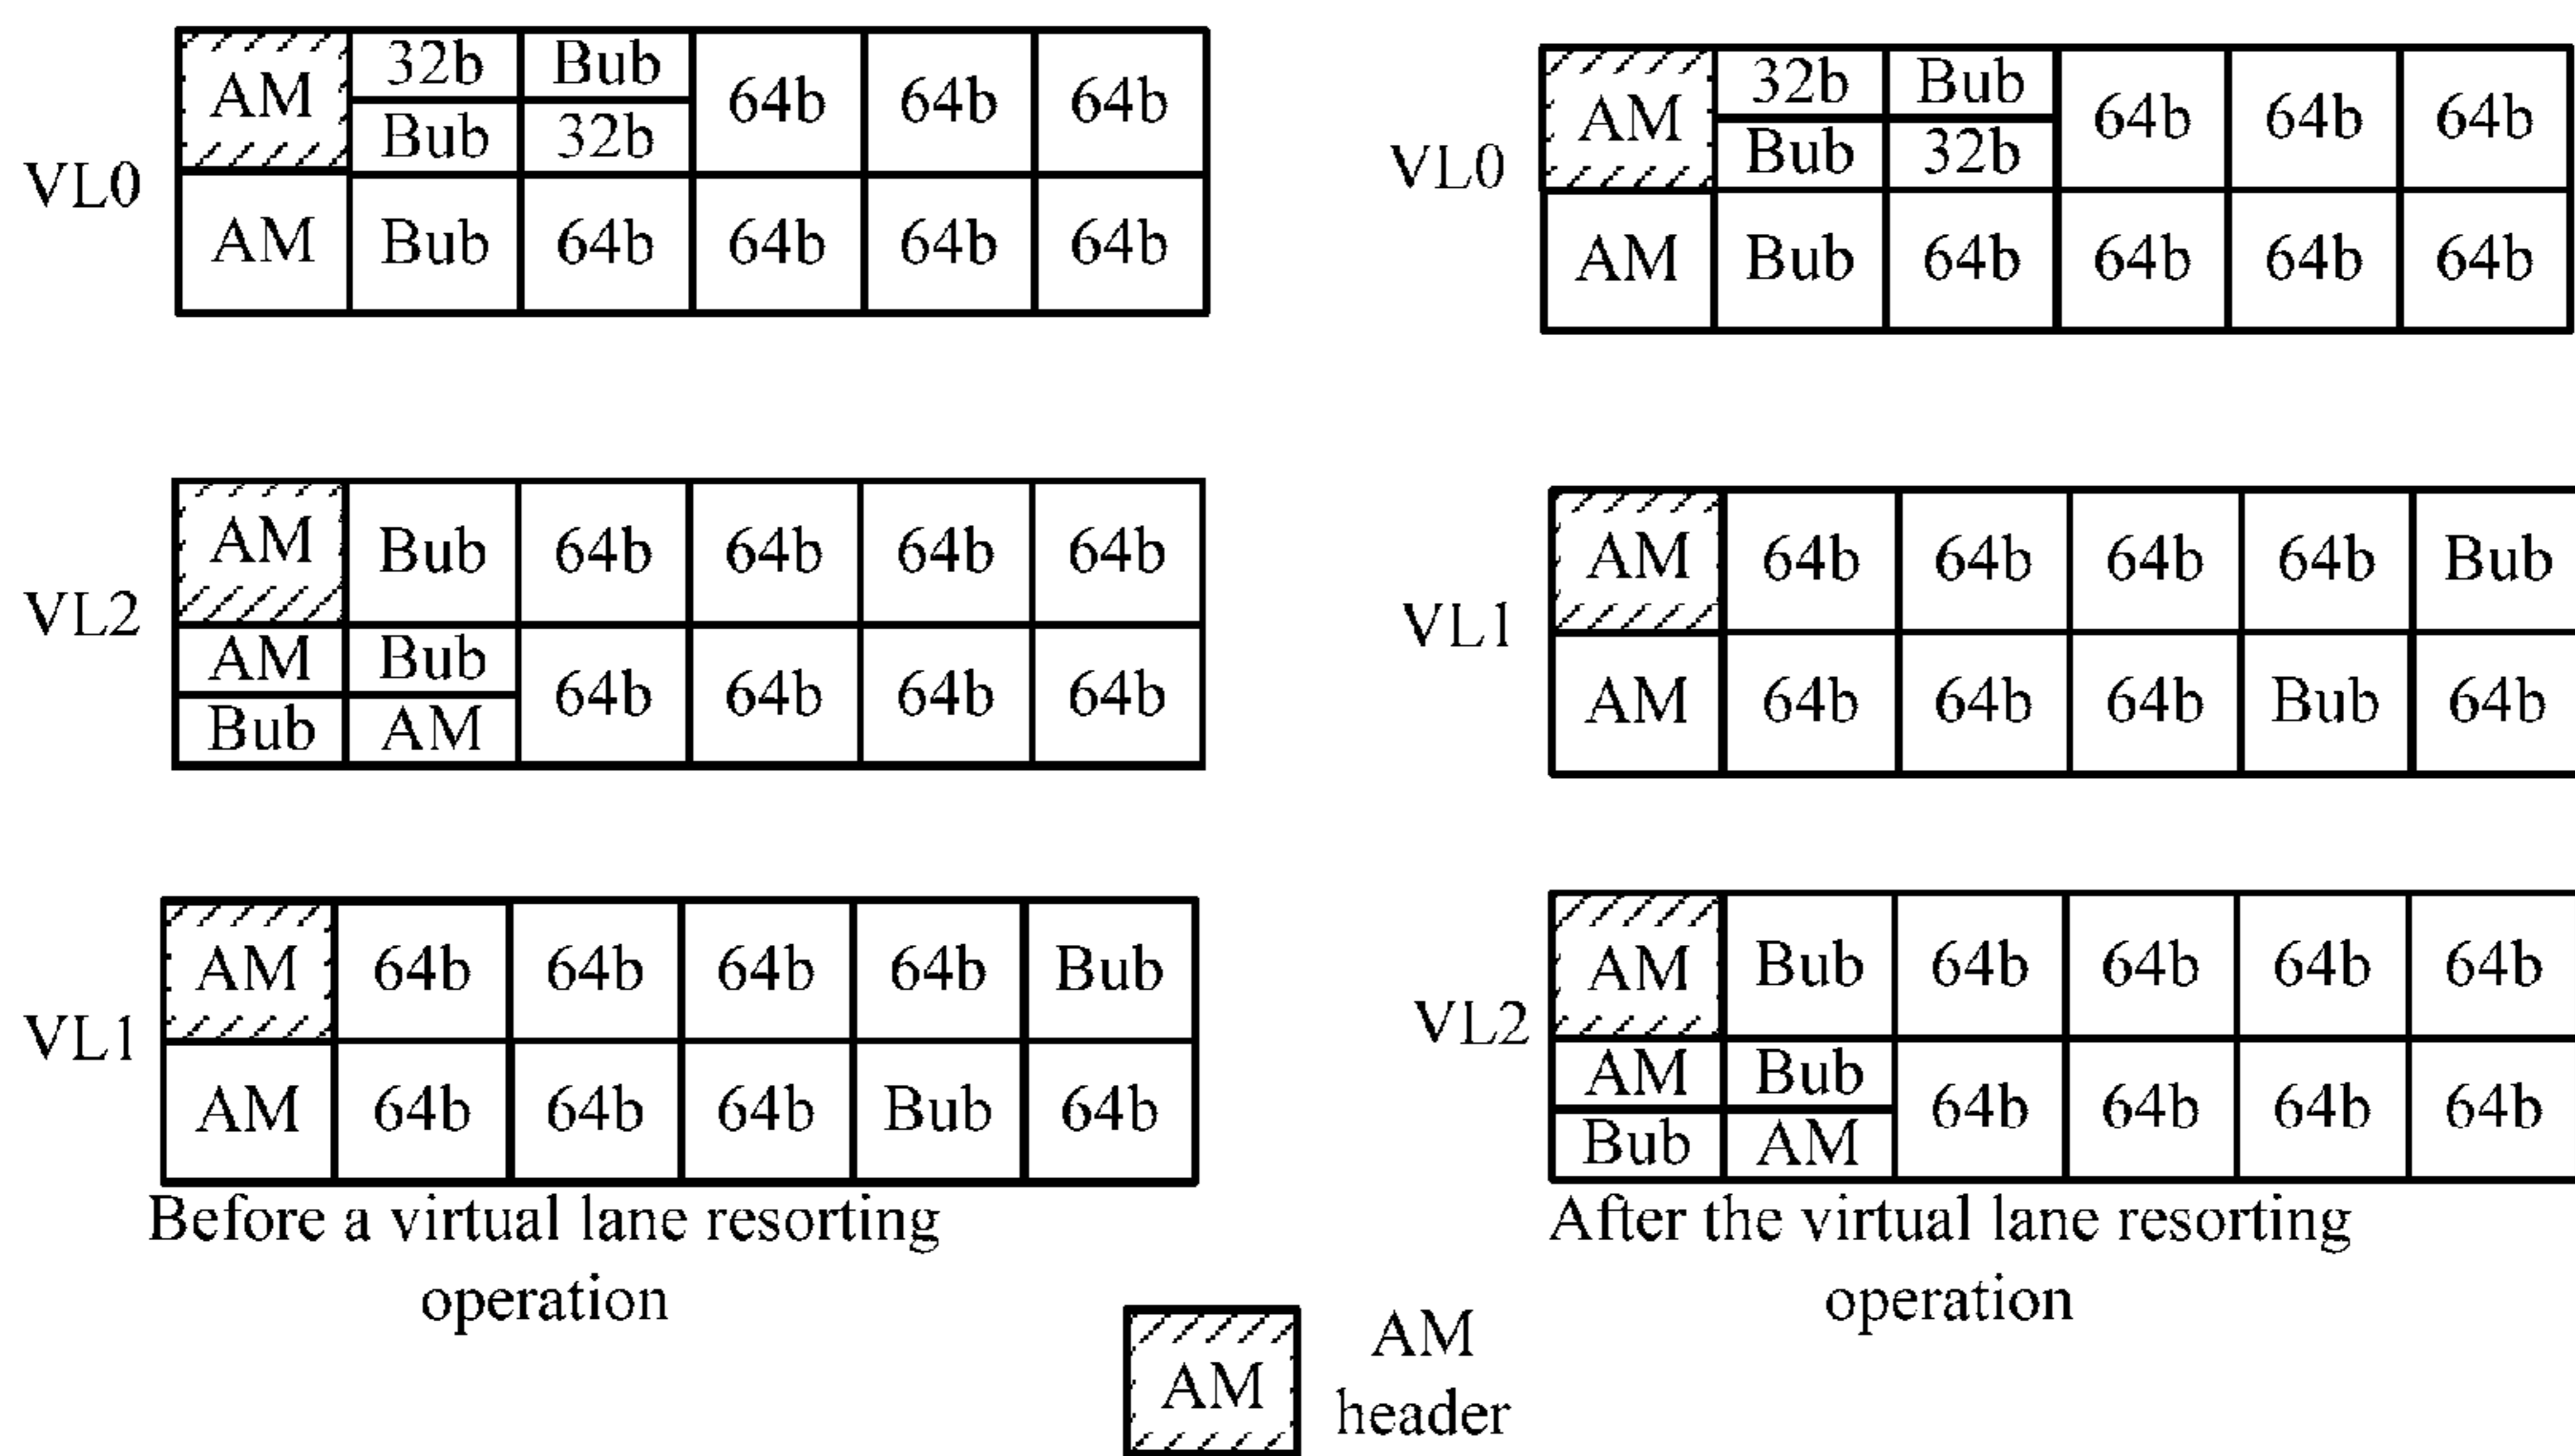 AM 32b Bub 64b 64b 64b
Bub 32b
VL0
AM Bub 64b 64b 64b 64b
AM Bub 64b 64b 64b 64b
VL2
AM Bub 64b 64b 64b 64b
Bub AM
AM 64b 64b 64b 64b Bub
VL1
AM 64b 64b 64b Bub 64b
Before a virtual lane resorting
operation
AM 32b Bub 64b 64b 64b
Bub 32b
VL0
AM Bub 64b 64b 64b 64b
AM 64b 64b 64b 64b Bub
VL1
AM 64b 64b 64b Bub 64b
AM Bub 64b 64b 64b 64b
VL2
AM Bub 64b 64b 64b 64b
Bub AM
After the virtual lane resorting
operation
AM
AM
header